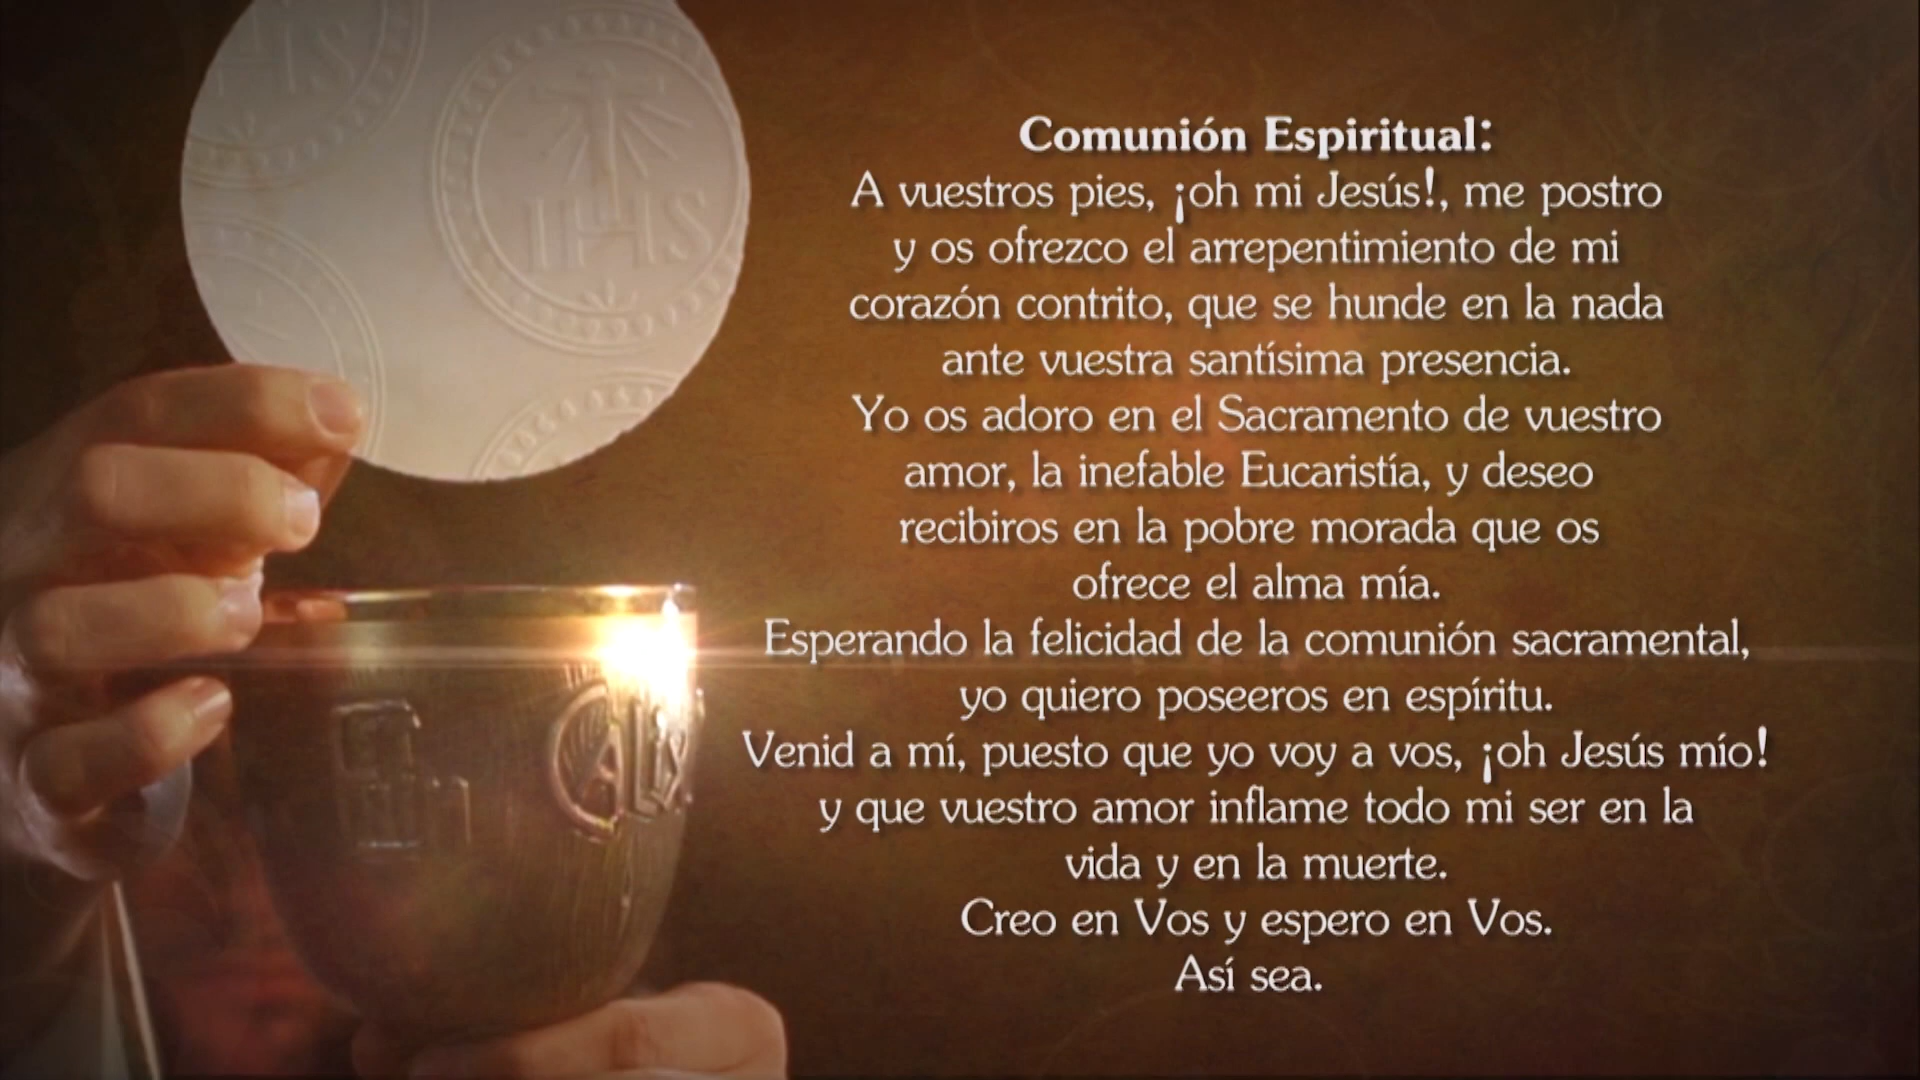 IHS
Comunión Espiritual:
A vuestros pies, ¡oh mi Jesús!, me postro
y os ofrezco el arrepentimiento de mi
corazón contrito, que se hunde en la nada
ante vuestra santísima presencia.
Yo os adoro en el Sacramento de vuestro
amor, la inefable Eucaristía, y deseo
recibiros en la pobre morada que os
ofrece el alma mía.
Esperando la felicidad de la comunión sacramental,
yo quiero poseeros en espíritu.
Venid a mí, puesto que yo voy a vos, ¡oh Jesús mío!
y que vuestro amor inflame todo mi ser en la
vida y en la muerte.
Creo en Vos y espero en Vos.
Así sea.